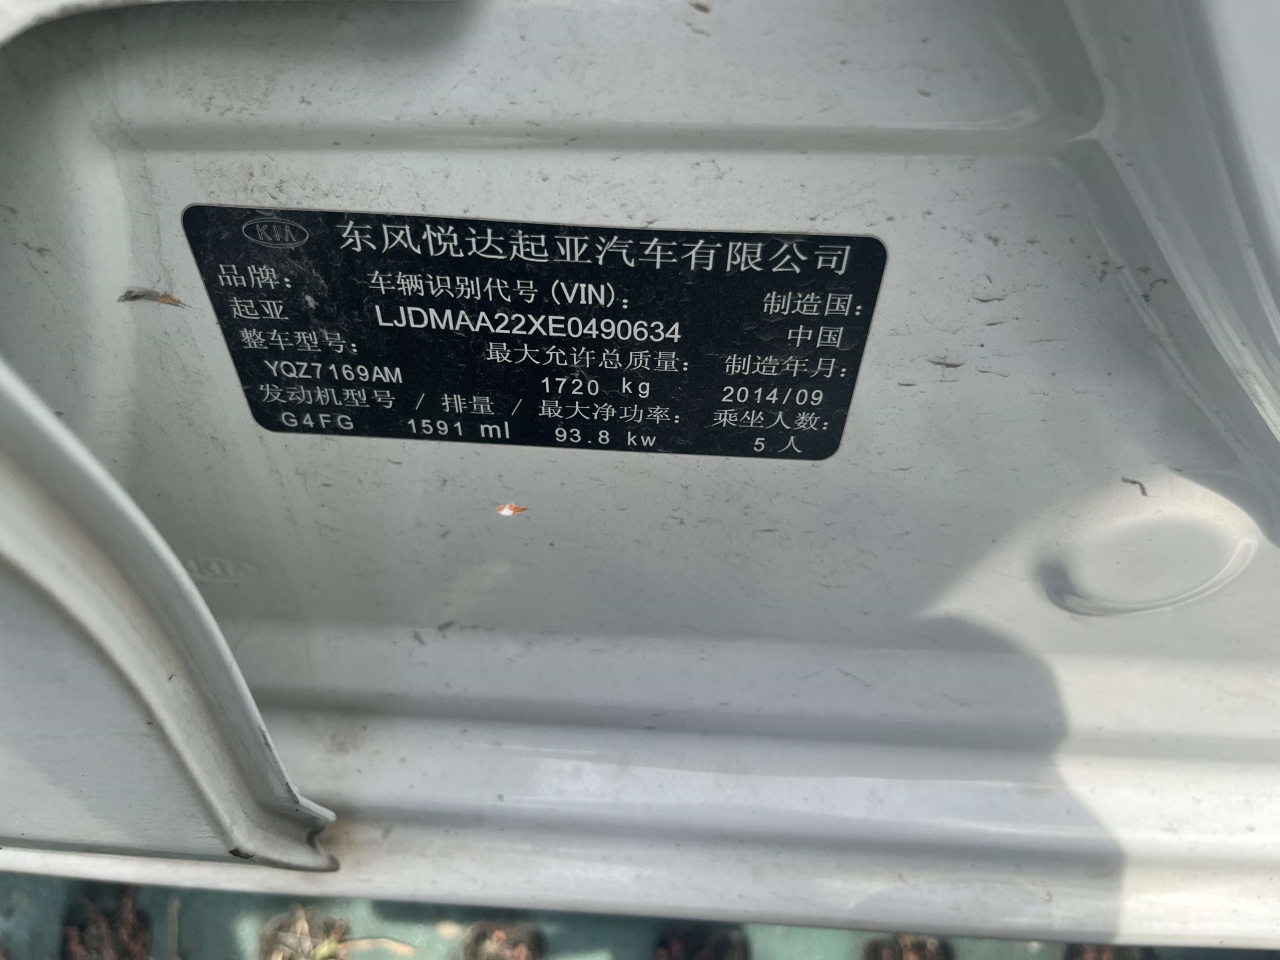 KIA 东风悦达起亚汽车有限公司
品牌： 车辆识别代号(VIN)： 制造国：
起亚 LJDMAA22XE0490634 中国
整车型号： 最大允许总质量： 制造年月：
YQZ7169AM 1720 kg 2014/09
发动机型号 / 排量 / 最大净功率： 乘坐人数：
G4FG 1591 ml 93.8 kw 5 人